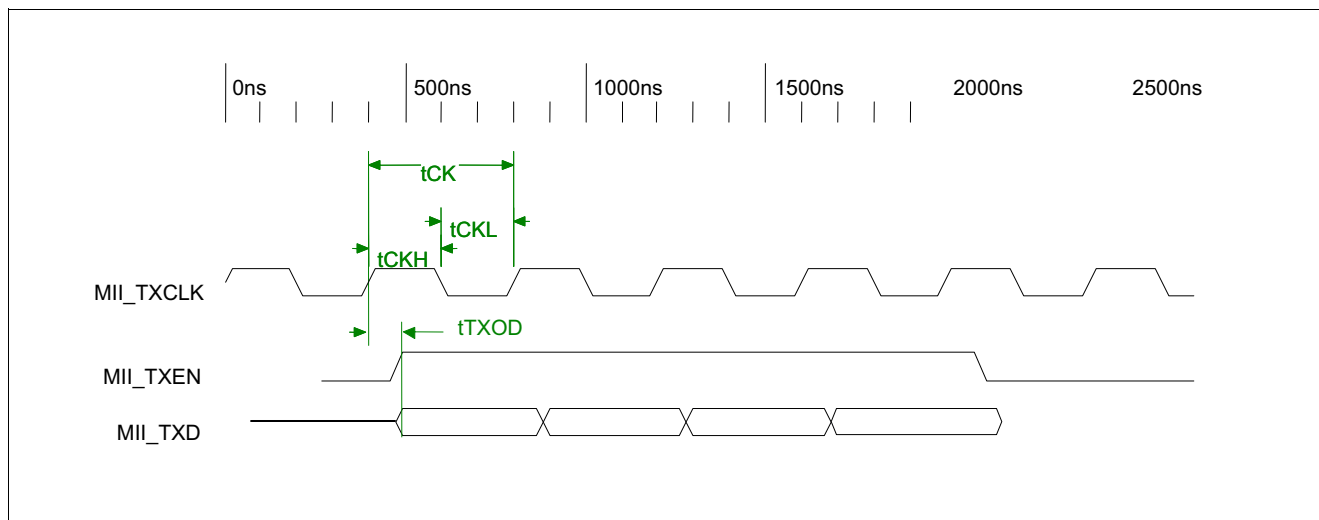 0ns 500ns 1000ns 1500ns 2000ns 2500ns
tCK
tCKL
tCKH
MII_TXCLK
tTXOD
MII_TXEN
MII_TXD